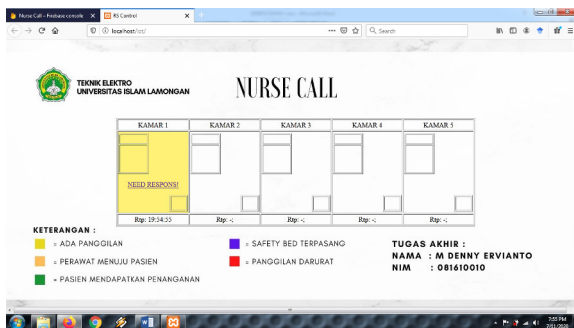 Nurse Call - Firebase console
RS Control
localhost/iot/
Search
TEKNIK ELEKTRO
UNIVERSITAS ISLAM LAMONGAN
NURSE CALL
KAMAR 1 KAMAR 2 KAMAR 3 KAMAR 4 KAMAR 5
NEED RESPONS!
Rtp: 19:54:55 Rtp: -; Rtp: -; Rtp: -; Rtp: -;
KETERANGAN :
= ADA PANGGILAN
= SAFETY BED TERPASANG
= PERAWAT MENUJU PASIEN
= PANGGILAN DARURAT
= PASIEN MENDAPATKAN PENANGANAN
TUGAS AKHIR :
NAMA : M DENNY ERVIANTO
NIM : 081610010
7:55 PM